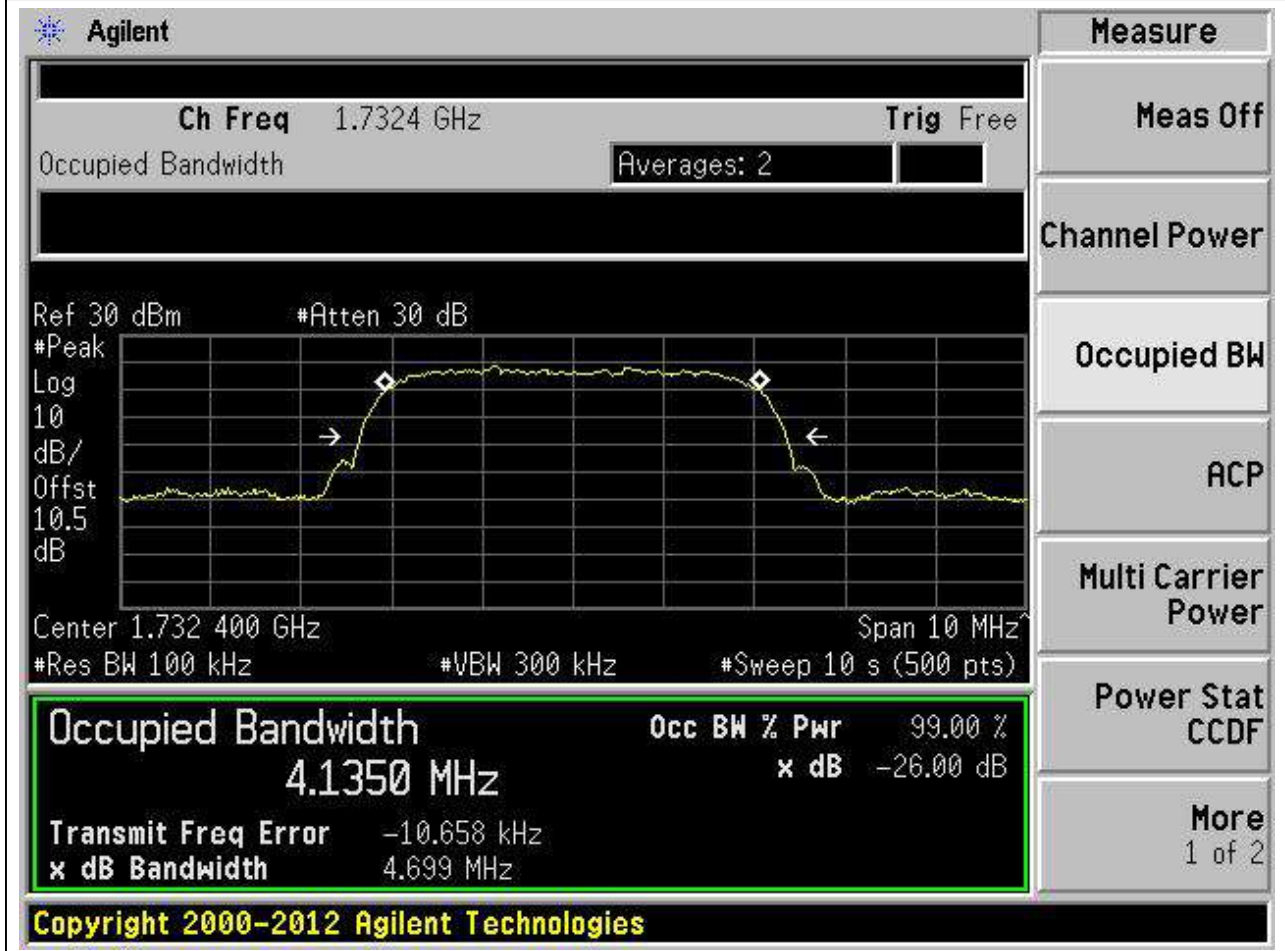 Agilent
Measure
Ch Freq 1.7324 GHz Trig Free
Occupied Bandwidth Averages: 2
Ref 30 dBm #Atten 30 dB
#Peak
Log
10
dB/
Offst
10.5
dB
Center 1.732 400 GHz Span 10 MHz^
#Res BW 100 kHz #VBW 300 kHz #Sweep 10 s (500 pts)
Occupied Bandwidth Occ BW % Pwr 99.00 %
4.1350 MHz x dB -26.00 dB
Transmit Freq Error -10.658 kHz
x dB Bandwidth 4.699 MHz
Copyright 2000-2012 Agilent Technologies
Meas Off
Channel Power
Occupied BW
ACP
Multi Carrier
Power
Power Stat
CCDF
More
1 of 2